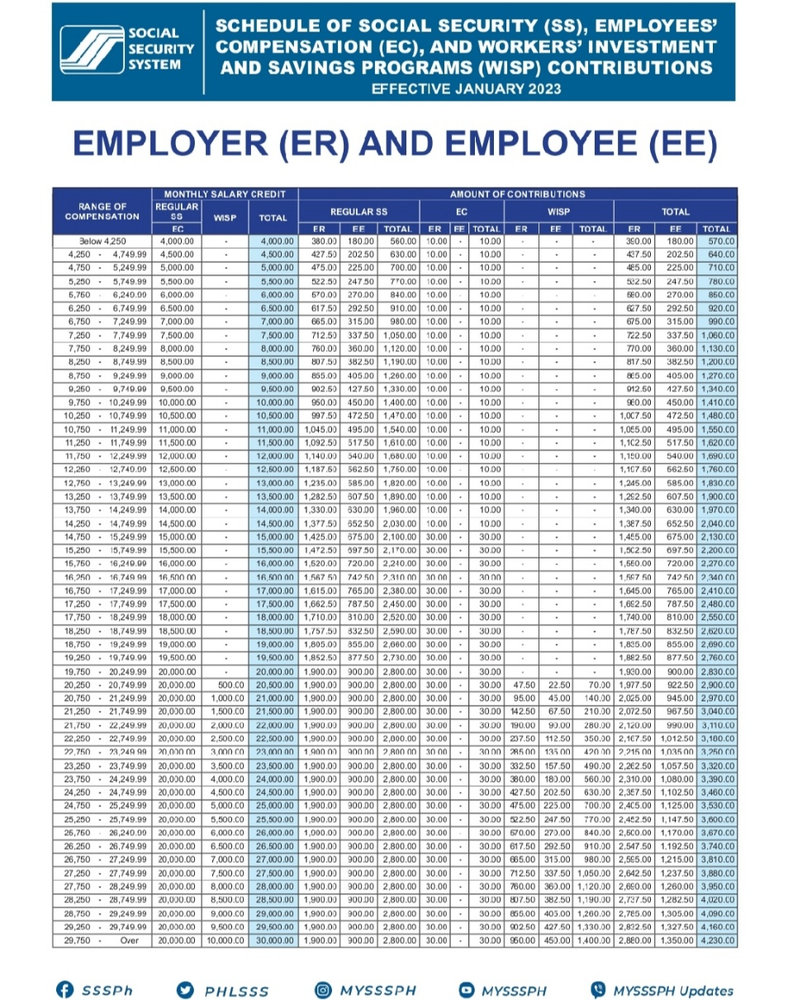 SOCIAL
SECURITY
SYSTEM
SCHEDULE OF SOCIAL SECURITY (SS), EMPLOYEES'
COMPENSATION (EC), AND WORKERS' INVESTMENT
AND SAVINGS PROGRAMS (WISP) CONTRIBUTIONS
EFFECTIVE JANUARY 2023
EMPLOYER (ER) AND EMPLOYEE (EE)
RANGE OF COMPENSATION MONTHLY SALARY CREDIT AMOUNT OF CONTRIBUTIONS
REGULAR SS WISP TOTAL REGULAR SS EC WISP TOTAL
EC ER EE TOTAL ER EE TOTAL ER EE TOTAL ER EE TOTAL
Below 4,250 4,000.00 - 4,000.00 380.00 180.00 560.00 10.00 - 10.00 - - - 390.00 180.00 570.00
4,250 - 4,749.99 4,500.00 - 4,500.00 427.50 202.50 630.00 10.00 - 10.00 - - - 437.50 202.50 640.00
4,750 - 5,249.99 5,000.00 - 5,000.00 475.00 225.00 700.00 10.00 - 10.00 - - - 485.00 225.00 710.00
5,250 - 5,749.99 5,500.00 - 5,500.00 522.50 247.50 770.00 10.00 - 10.00 - - - 532.50 247.50 780.00
5,750 - 6,249.99 6,000.00 - 6,000.00 570.00 270.00 840.00 10.00 - 10.00 - - - 580.00 270.00 850.00
6,250 - 6,749.99 6,500.00 - 6,500.00 617.50 292.50 910.00 10.00 - 10.00 - - - 627.50 292.50 920.00
6,750 - 7,249.99 7,000.00 - 7,000.00 665.00 315.00 980.00 10.00 - 10.00 - - - 675.00 315.00 990.00
7,250 - 7,749.99 7,500.00 - 7,500.00 712.50 337.50 1,050.00 10.00 - 10.00 - - - 722.50 337.50 1,060.00
7,750 - 8,249.99 8,000.00 - 8,000.00 760.00 360.00 1,120.00 10.00 - 10.00 - - - 770.00 360.00 1,130.00
8,250 - 8,749.99 8,500.00 - 8,500.00 807.50 382.50 1,190.00 10.00 - 10.00 - - - 817.50 382.50 1,200.00
8,750 - 9,249.99 9,000.00 - 9,000.00 855.00 405.00 1,260.00 10.00 - 10.00 - - - 865.00 405.00 1,270.00
9,250 - 9,749.99 9,500.00 - 9,500.00 902.50 427.50 1,330.00 10.00 - 10.00 - - - 912.50 427.50 1,340.00
9,750 - 10,249.99 10,000.00 - 10,000.00 950.00 450.00 1,400.00 10.00 - 10.00 - - - 960.00 450.00 1,410.00
10,250 - 10,749.99 10,500.00 - 10,500.00 997.50 472.50 1,470.00 10.00 - 10.00 - - - 1,007.50 472.50 1,480.00
10,750 - 11,249.99 11,000.00 - 11,000.00 1,045.00 495.00 1,540.00 10.00 - 10.00 - - - 1,055.00 495.00 1,550.00
11,250 - 11,749.99 11,500.00 - 11,500.00 1,092.50 517.50 1,610.00 10.00 - 10.00 - - - 1,102.50 517.50 1,620.00
11,750 - 12,249.99 12,000.00 - 12,000.00 1,140.00 540.00 1,680.00 10.00 - 10.00 - - - 1,150.00 540.00 1,690.00
12,250 - 12,749.99 12,500.00 - 12,500.00 1,187.50 562.50 1,750.00 10.00 - 10.00 - - - 1,197.50 562.50 1,760.00
12,750 - 13,249.99 13,000.00 - 13,000.00 1,235.00 585.00 1,820.00 10.00 - 10.00 - - - 1,245.00 585.00 1,830.00
13,250 - 13,749.99 13,500.00 - 13,500.00 1,282.50 607.50 1,890.00 10.00 - 10.00 - - - 1,292.50 607.50 1,900.00
13,750 - 14,249.99 14,000.00 - 14,000.00 1,330.00 630.00 1,960.00 10.00 - 10.00 - - - 1,340.00 630.00 1,970.00
14,250 - 14,749.99 14,500.00 - 14,500.00 1,377.50 652.50 2,030.00 10.00 - 10.00 - - - 1,387.50 652.50 2,040.00
14,750 - 15,249.99 15,000.00 - 15,000.00 1,425.00 675.00 2,100.00 30.00 - 30.00 - - - 1,455.00 675.00 2,130.00
15,250 - 15,749.99 15,500.00 - 15,500.00 1,472.50 697.50 2,170.00 30.00 - 30.00 - - - 1,502.50 697.50 2,200.00
15,750 - 16,249.99 16,000.00 - 16,000.00 1,520.00 720.00 2,240.00 30.00 - 30.00 - - - 1,550.00 720.00 2,270.00
16,250 - 16,749.99 16,500.00 - 16,500.00 1,567.50 742.50 2,310.00 30.00 - 30.00 - - - 1,597.50 742.50 2,340.00
16,750 - 17,249.99 17,000.00 - 17,000.00 1,615.00 765.00 2,380.00 30.00 - 30.00 - - - 1,645.00 765.00 2,410.00
17,250 - 17,749.99 17,500.00 - 17,500.00 1,662.50 787.50 2,450.00 30.00 - 30.00 - - - 1,692.50 787.50 2,480.00
17,750 - 18,249.99 18,000.00 - 18,000.00 1,710.00 810.00 2,520.00 30.00 - 30.00 - - - 1,740.00 810.00 2,550.00
18,250 - 18,749.99 18,500.00 - 18,500.00 1,757.50 832.50 2,590.00 30.00 - 30.00 - - - 1,787.50 832.50 2,620.00
18,750 - 19,249.99 19,000.00 - 19,000.00 1,805.00 855.00 2,660.00 30.00 - 30.00 - - - 1,835.00 855.00 2,690.00
19,250 - 19,749.99 19,500.00 - 19,500.00 1,852.50 877.50 2,730.00 30.00 - 30.00 - - - 1,882.50 877.50 2,760.00
19,750 - 20,249.99 20,000.00 - 20,000.00 1,900.00 900.00 2,800.00 30.00 - 30.00 - - - 1,930.00 900.00 2,830.00
20,250 - 20,749.99 20,000.00 500.00 20,500.00 1,900.00 900.00 2,800.00 30.00 - 30.00 47.50 22.50 70.00 1,977.50 922.50 2,900.00
20,750 - 21,249.99 20,000.00 1,000.00 21,000.00 1,900.00 900.00 2,800.00 30.00 - 30.00 95.00 45.00 140.00 2,025.00 945.00 2,970.00
21,250 - 21,749.99 20,000.00 1,500.00 21,500.00 1,900.00 900.00 2,800.00 30.00 - 30.00 142.50 67.50 210.00 2,072.50 967.50 3,040.00
21,750 - 22,249.99 20,000.00 2,000.00 22,000.00 1,900.00 900.00 2,800.00 30.00 - 30.00 190.00 90.00 280.00 2,120.00 990.00 3,110.00
22,250 - 22,749.99 20,000.00 2,500.00 22,500.00 1,900.00 900.00 2,800.00 30.00 - 30.00 237.50 112.50 350.00 2,167.50 1,012.50 3,180.00
22,750 - 23,249.99 20,000.00 3,000.00 23,000.00 1,900.00 900.00 2,800.00 30.00 - 30.00 285.00 135.00 420.00 2,215.00 1,035.00 3,250.00
23,250 - 23,749.99 20,000.00 3,500.00 23,500.00 1,900.00 900.00 2,800.00 30.00 - 30.00 332.50 157.50 490.00 2,262.50 1,057.50 3,320.00
23,750 - 24,249.99 20,000.00 4,000.00 24,000.00 1,900.00 900.00 2,800.00 30.00 - 30.00 380.00 180.00 560.00 2,310.00 1,080.00 3,390.00
24,250 - 24,749.99 20,000.00 4,500.00 24,500.00 1,900.00 900.00 2,800.00 30.00 - 30.00 427.50 202.50 630.00 2,357.50 1,102.50 3,460.00
24,750 - 25,249.99 20,000.00 5,000.00 25,000.00 1,900.00 900.00 2,800.00 30.00 - 30.00 475.00 225.00 700.00 2,405.00 1,125.00 3,530.00
25,250 - 25,749.99 20,000.00 5,500.00 25,500.00 1,900.00 900.00 2,800.00 30.00 - 30.00 522.50 247.50 770.00 2,452.50 1,147.50 3,600.00
25,750 - 26,249.99 20,000.00 6,000.00 26,000.00 1,900.00 900.00 2,800.00 30.00 - 30.00 570.00 270.00 840.00 2,500.00 1,170.00 3,670.00
26,250 - 26,749.99 20,000.00 6,500.00 26,500.00 1,900.00 900.00 2,800.00 30.00 - 30.00 617.50 292.50 910.00 2,547.50 1,192.50 3,740.00
26,750 - 27,249.99 20,000.00 7,000.00 27,000.00 1,900.00 900.00 2,800.00 30.00 - 30.00 665.00 315.00 980.00 2,595.00 1,215.00 3,810.00
27,250 - 27,749.99 20,000.00 7,500.00 27,500.00 1,900.00 900.00 2,800.00 30.00 - 30.00 712.50 337.50 1,050.00 2,642.50 1,237.50 3,880.00
27,750 - 28,249.99 20,000.00 8,000.00 28,000.00 1,900.00 900.00 2,800.00 30.00 - 30.00 760.00 360.00 1,120.00 2,690.00 1,260.00 3,950.00
28,250 - 28,749.99 20,000.00 8,500.00 28,500.00 1,900.00 900.00 2,800.00 30.00 - 30.00 807.50 382.50 1,190.00 2,737.50 1,282.50 4,020.00
28,750 - 29,249.99 20,000.00 9,000.00 29,000.00 1,900.00 900.00 2,800.00 30.00 - 30.00 855.00 405.00 1,260.00 2,785.00 1,305.00 4,090.00
29,250 - 29,749.99 20,000.00 9,500.00 29,500.00 1,900.00 900.00 2,800.00 30.00 - 30.00 902.50 427.50 1,330.00 2,832.50 1,327.50 4,160.00
29,750 - Over 20,000.00 10,000.00 30,000.00 1,900.00 900.00 2,800.00 30.00 - 30.00 950.00 450.00 1,400.00 2,880.00 1,350.00 4,230.00
SSSPh PHLSSS MYSSSPH MYSSSPH MYSSSPH Updates